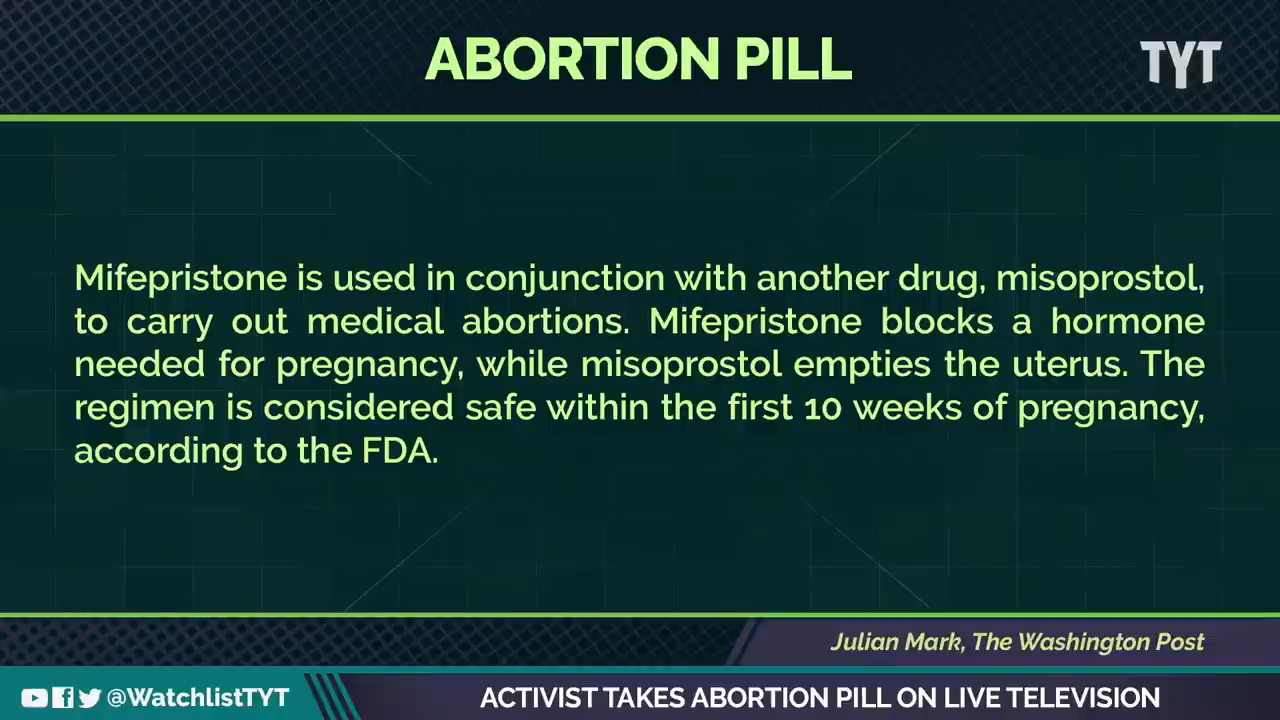 ABORTION PILL
TYT
Mifepristone is used in conjunction with another drug, misoprostol,
to carry out medical abortions. Mifepristone blocks a hormone
needed for pregnancy, while misoprostol empties the uterus. The
regimen is considered safe within the first 10 weeks of pregnancy,
according to the FDA.
Julian Mark, The Washington Post
@WatchlistTYT
ACTIVIST TAKES ABORTION PILL ON LIVE TELEVISION